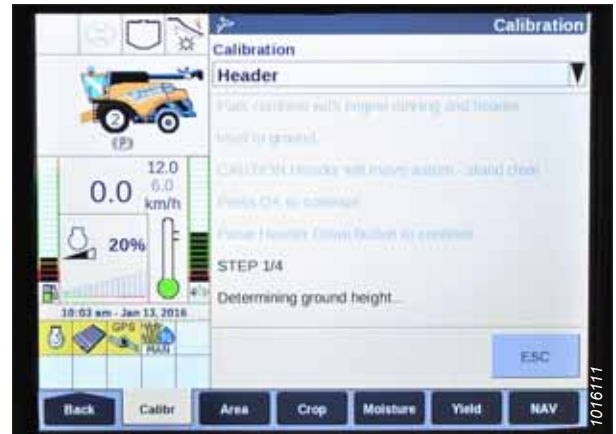 Calibration
Calibration
Header
Park combine with engine running and header
level to ground.
CAUTION Header will move autom - stand clear
Press OK to continue
Press Header Down button to continue
STEP 1/4
Determining ground height...
ESC
2
(P)
12.0
0.0
6.0
km/h
20%
10:03 am - Jan 13, 2016
GPS
MAN
Back
Calibr
Area
Crop
Moisture
Yield
NAV
1016111